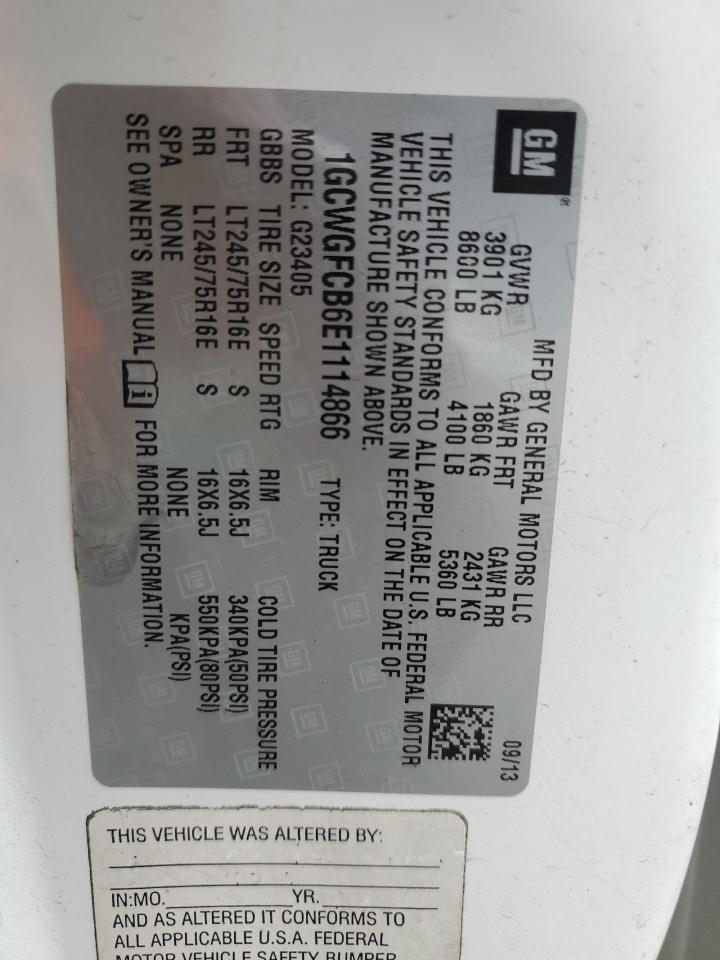 GM®
MFD BY GENERAL MOTORS LLC 09/13
GVWR GAWR FRT GAWR RR
3901 KG 1860 KG 2431 KG
8600 LB 4100 LB 5360 LB
THIS VEHICLE CONFORMS TO ALL APPLICABLE U.S. FEDERAL MOTOR
VEHICLE SAFETY STANDARDS IN EFFECT ON THE DATE OF
MANUFACTURE SHOWN ABOVE.
1GCWGFCB6E1114866 TYPE: TRUCK
MODEL: G23405
GBBS TIRE SIZE SPEED RTG RIM COLD TIRE PRESSURE
FRT LT245/75R16E S 16X6.5J 340KPA(50PSI)
RR LT245/75R16E S 16X6.5J 550KPA(80PSI)
SPA NONE NONE KPA(PSI)
SEE OWNER'S MANUAL i FOR MORE INFORMATION.
THIS VEHICLE WAS ALTERED BY:
IN:MO. YR.
AND AS ALTERED IT CONFORMS TO
ALL APPLICABLE U.S.A. FEDERAL
MOTOR VEHICLE SAFETY BUMPER